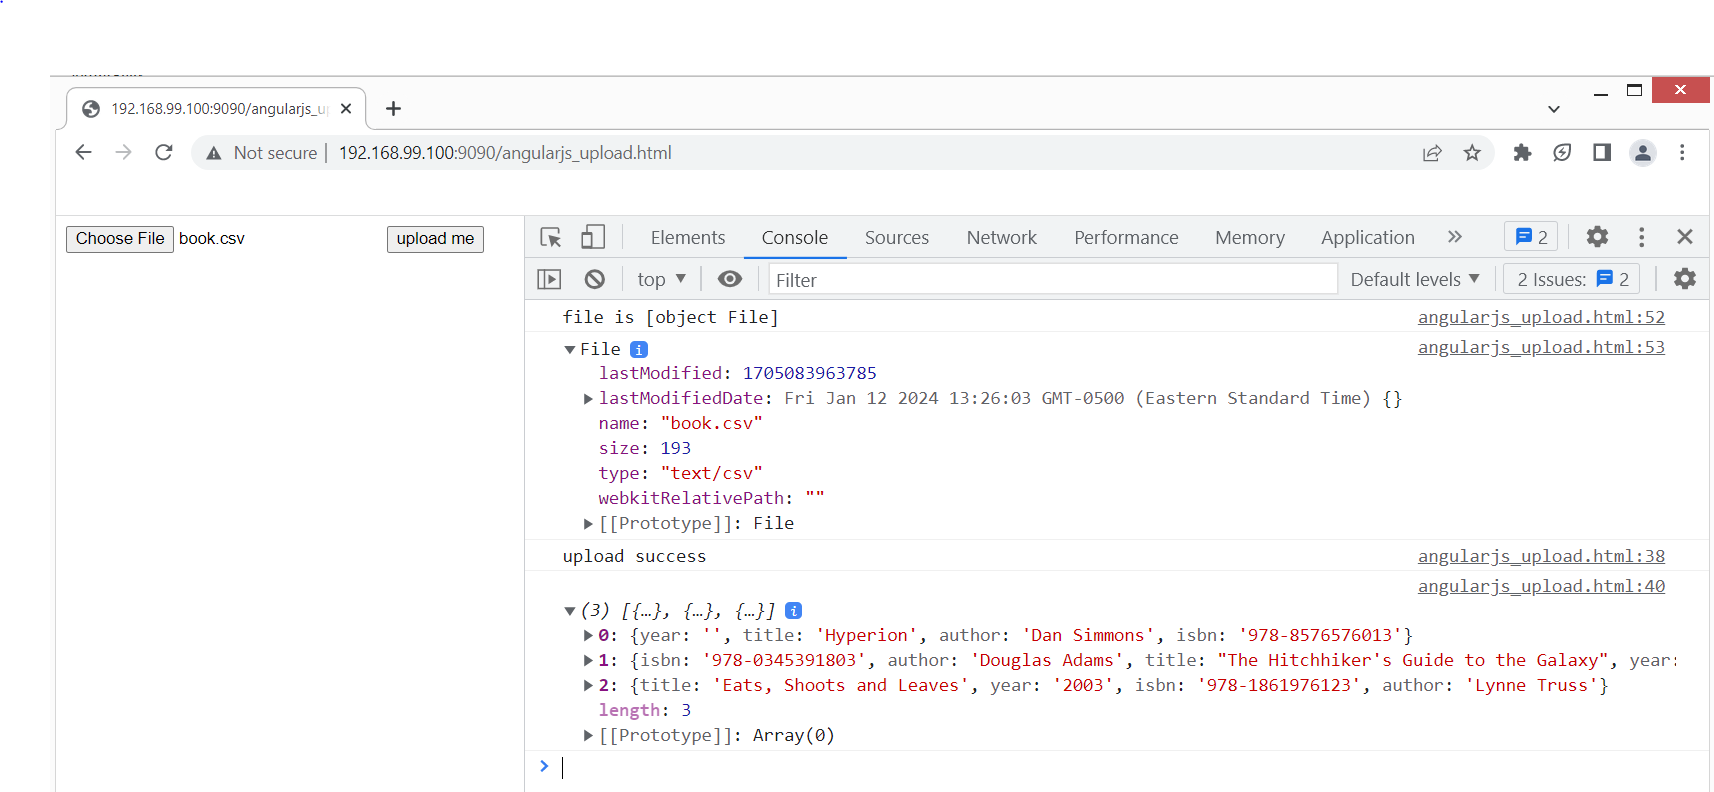 192.168.99.100:9090/angularjs_u
Not secure | 192.168.99.100:9090/angularjs_upload.html
Choose File book.csv upload me
Elements Console Sources Network Performance Memory Application 2
top Filter Default levels 2 Issues: 2
file is [object File] angularjs_upload.html:52
File angularjs_upload.html:53
lastModified: 1705083963785
lastModifiedDate: Fri Jan 12 2024 13:26:03 GMT-0500 (Eastern Standard Time) {}
name: "book.csv"
size: 193
type: "text/csv"
webkitRelativePath: ""
[[Prototype]]: File
upload success angularjs_upload.html:38
angularjs_upload.html:40
(3) [{…}, {…}, {…}]
0: {year: '', title: 'Hyperion', author: 'Dan Simmons', isbn: '978-8576576013'}
1: {isbn: '978-0345391803', author: 'Douglas Adams', title: "The Hitchhiker's Guide to the Galaxy", year:
2: {title: 'Eats, Shoots and Leaves', year: '2003', isbn: '978-1861976123', author: 'Lynne Truss'}
length: 3
[[Prototype]]: Array(0)